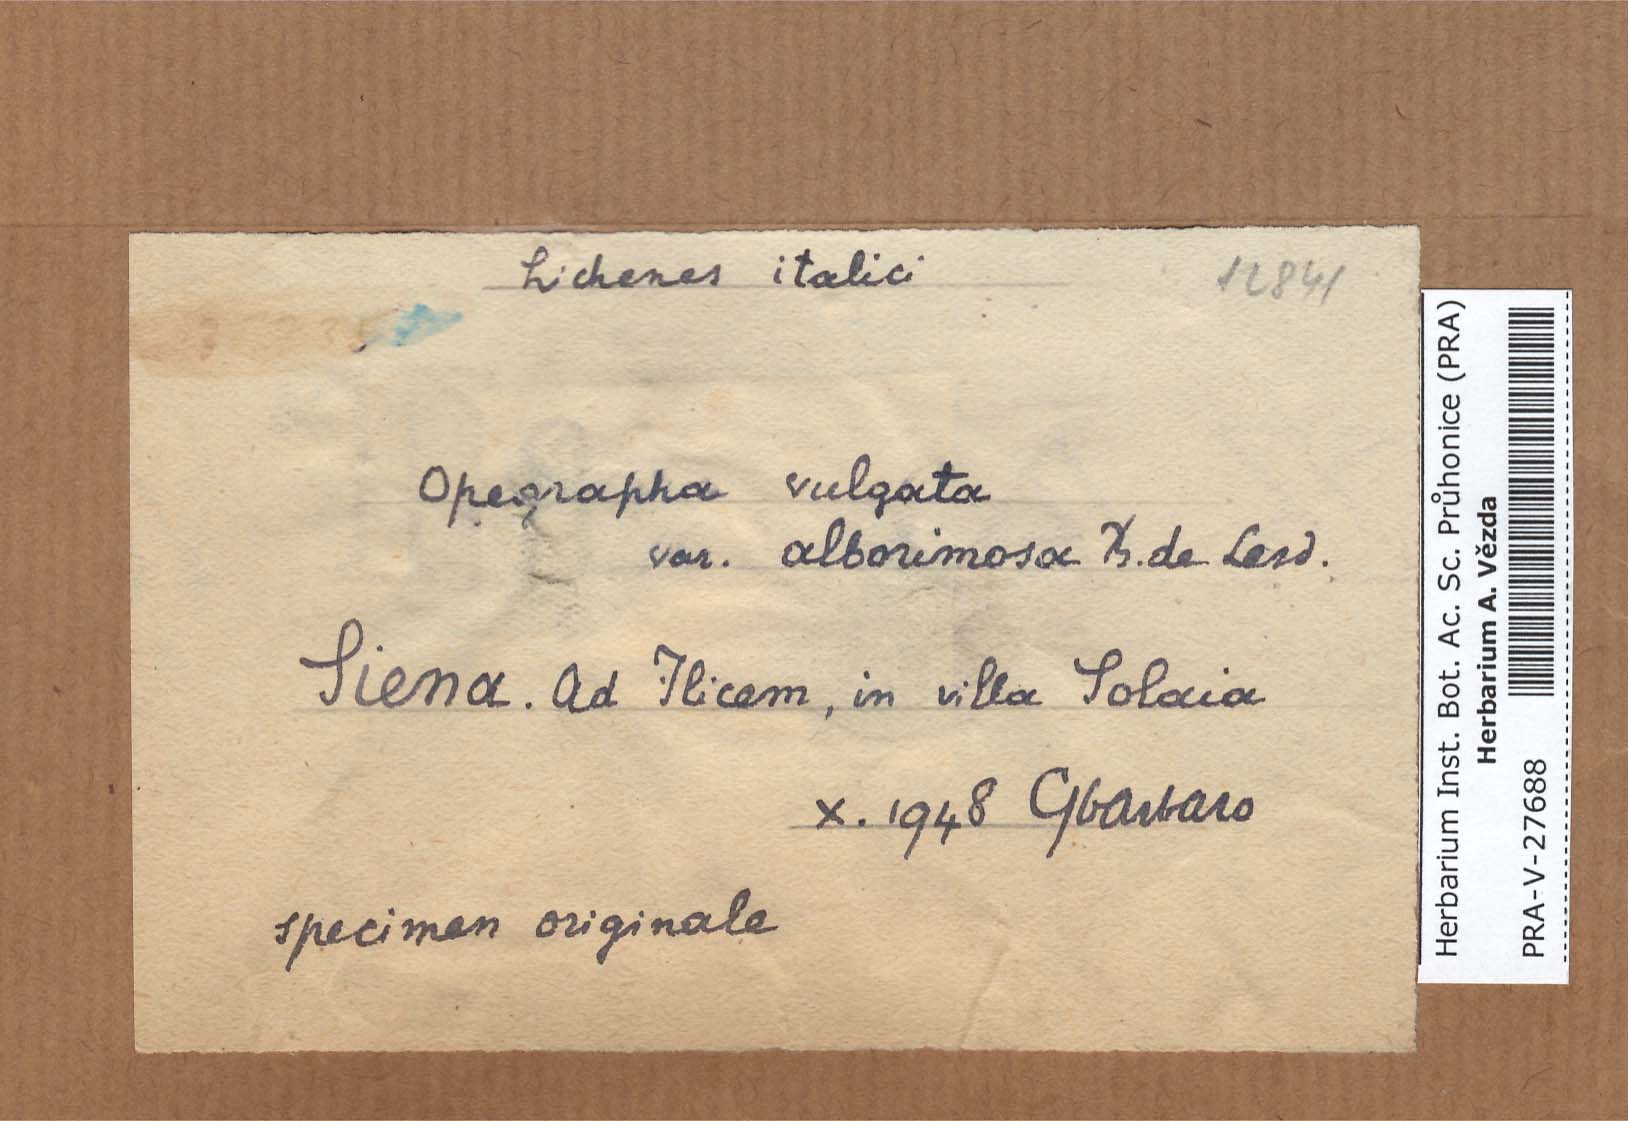 Lichenes italici
12841
Opegrapha vulgata
var. alborimosa B. de Lesd.
Siena. Ad Ilicem, in villa Solaia
x. 1948 Gbarbaro
specimen originale
Herbarium Inst. Bot. Ac. Sc. Průhonice (PRA)
Herbarium A. Vězda
PRA-V-27688